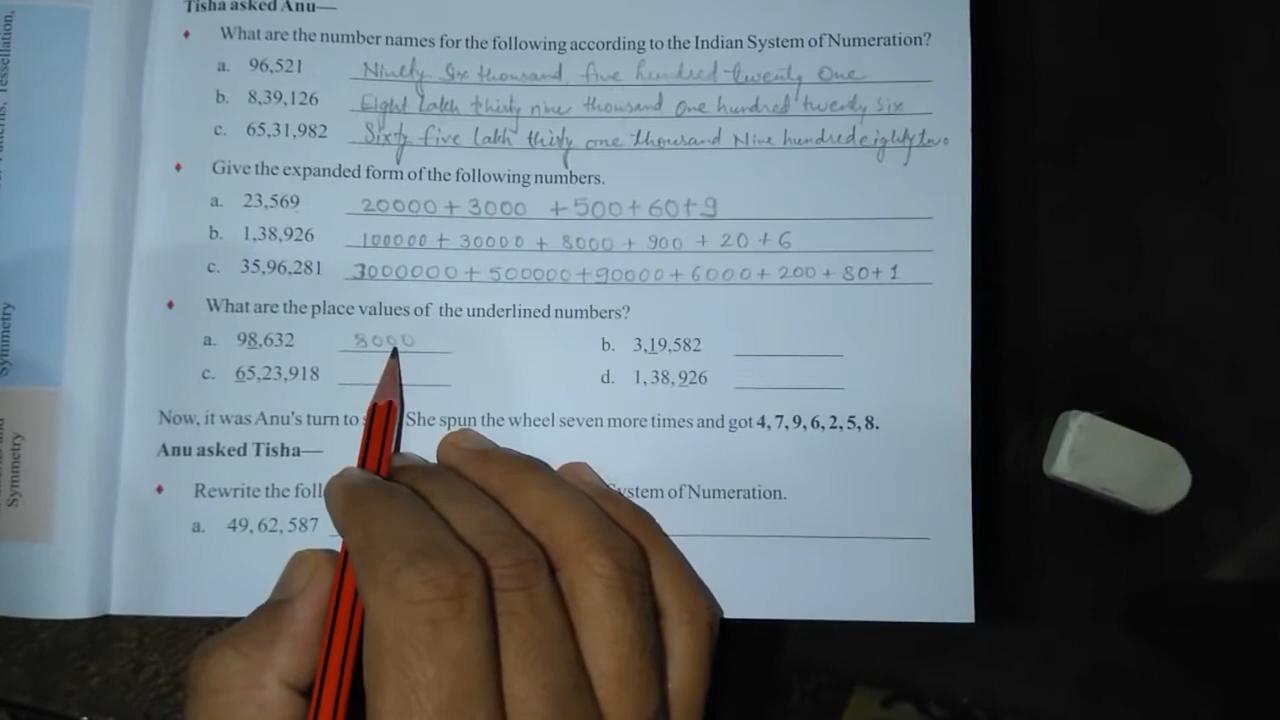 Tisha asked Anu—
♦ What are the number names for the following according to the Indian System of Numeration?
a. 96,521 Ninety Six thousand, five hundred twenty One
b. 8,39,126 Eight lakh thirty nine thousand One hundred twenty Six
c. 65,31,982 Sixty five lakh thirty one thousand Nine hundred eighty two
♦ Give the expanded form of the following numbers.
a. 23,569 20000 + 3000 + 500 + 60 + 9
b. 1,38,926 100000 + 30000 + 8000 + 900 + 20 + 6
c. 35,96,281 3000000 + 500000 + 90000 + 6000 + 200 + 80 + 1
♦ What are the place values of the underlined numbers?
a. 98,632 8000 b. 3,19,582
c. 65,23,918 d. 1,38,926
Now, it was Anu's turn to She spun the wheel seven more times and got 4, 7, 9, 6, 2, 5, 8.
Anu asked Tisha—
♦ Rewrite the System of Numeration.
a. 49,62,587
Symmetry
Symmetry